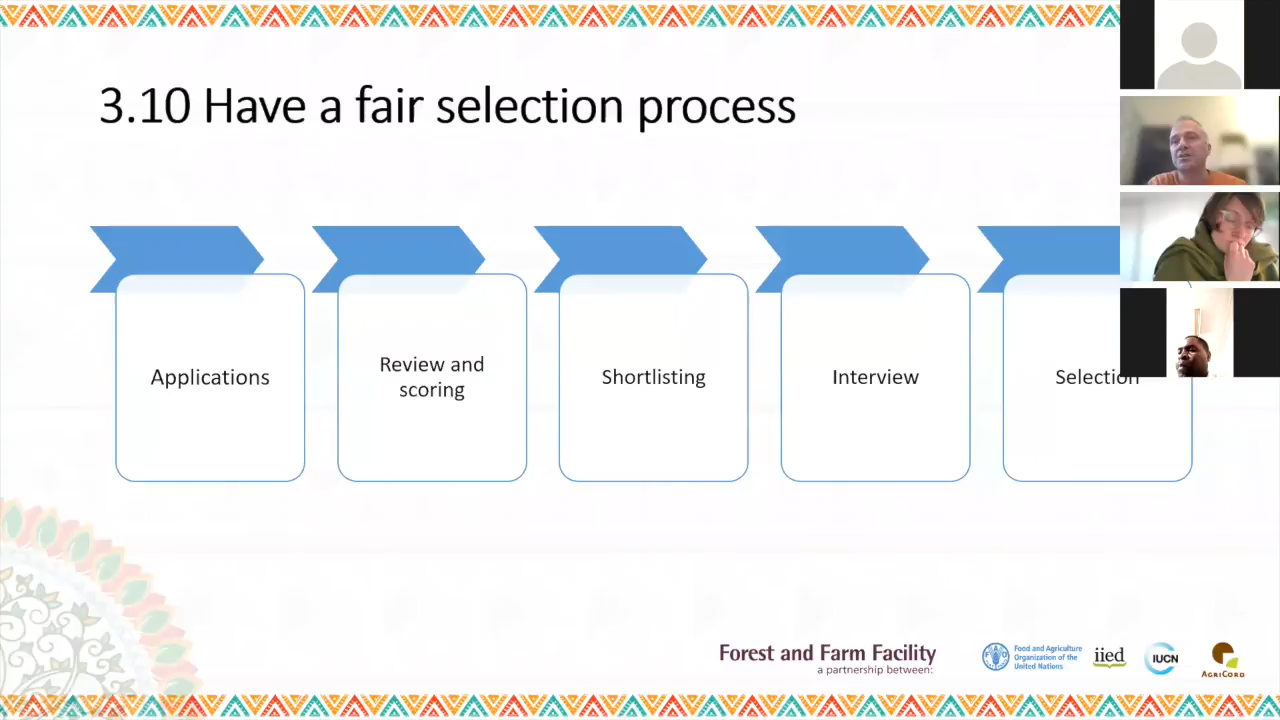 3.10 Have a fair selection process
Applications
Review and
scoring
Shortlisting
Interview
Selection
Forest and Farm Facility
a partnership between:
Food and Agriculture
Organization of the
United Nations
iied
IUCN
AGRICORD